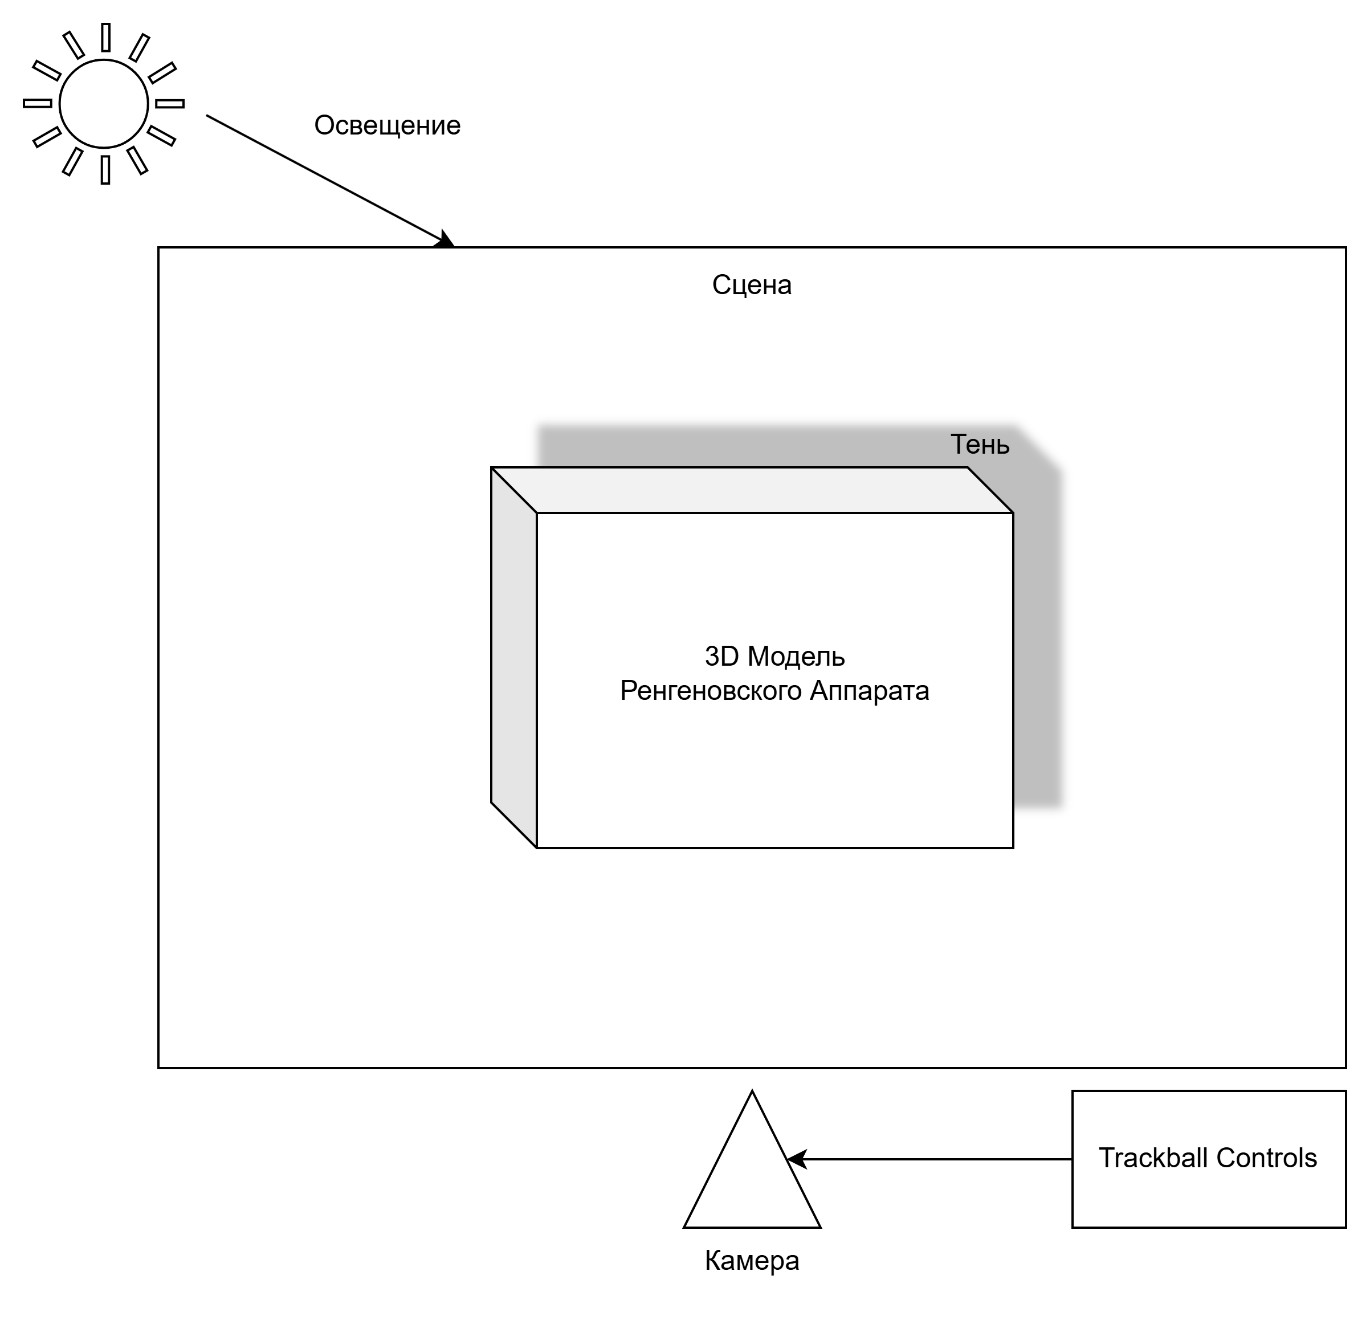 Освещение
Сцена
Тень
3D Модель
Ренгеновского Аппарата
Trackball Controls
Камера